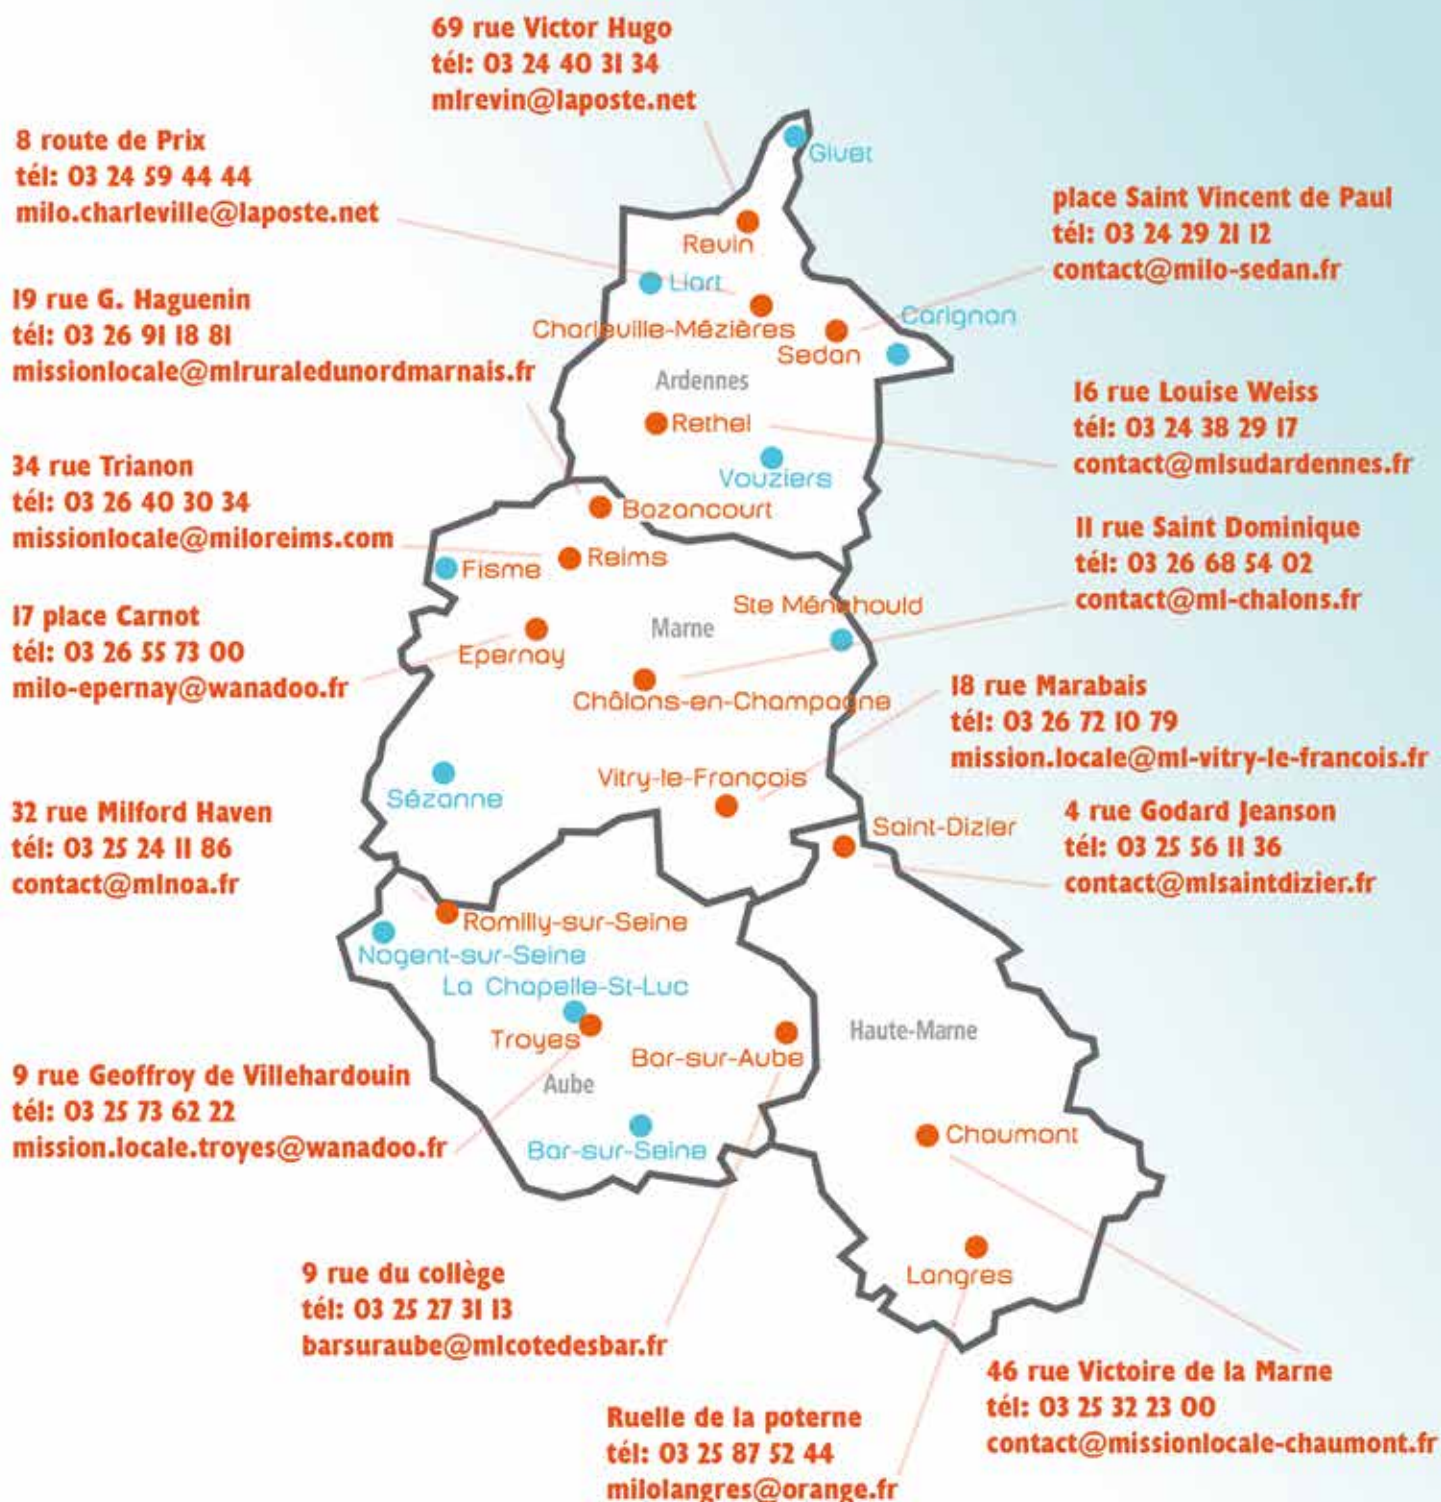 69 rue Victor Hugo
tél: 03 24 40 31 34
mlrevin@laposte.net
8 route de Prix
tél: 03 24 59 44 44
milo.charleville@laposte.net
place Saint Vincent de Paul
tél: 03 24 29 21 12
contact@milo-sedan.fr
19 rue G. Haguenin
tél: 03 26 91 18 81
missionlocale@mlruraledunordmarnais.fr
16 rue Louise Weiss
tél: 03 24 38 29 17
contact@mlsudardennes.fr
34 rue Trianon
tél: 03 26 40 30 34
missionlocale@miloreims.com
11 rue Saint Dominique
tél: 03 26 68 54 02
contact@ml-chalons.fr
17 place Carnot
tél: 03 26 55 73 00
milo-epernay@wanadoo.fr
18 rue Marabais
tél: 03 26 72 10 79
mission.locale@ml-vitry-le-francois.fr
32 rue Milford Haven
tél: 03 25 24 11 86
contact@mlnoa.fr
4 rue Godard Jeanson
tél: 03 25 56 11 36
contact@mlsaintdizier.fr
9 rue Geoffroy de Villehardouin
tél: 03 25 73 62 22
mission.locale.troyes@wanadoo.fr
9 rue du collège
tél: 03 25 27 31 13
barsuraube@mlcotedesbar.fr
46 rue Victoire de la Marne
tél: 03 25 32 23 00
contact@missionlocale-chaumont.fr
Ruelle de la poterne
tél: 03 25 87 52 44
milolangres@orange.fr
Givet
Revin
Liart
Charleville-Mézières
Carignan
Sedan
Ardennes
Rethel
Vouziers
Bazancourt
Reims
Fisme
Ste Ménéhould
Marne
Epernay
Châlons-en-Champagne
Vitry-le-François
Sézanne
Saint-Dizier
Romilly-sur-Seine
Nogent-sur-Seine
La Chapelle-St-Luc
Troyes
Bar-sur-Aube
Aube
Bar-sur-Seine
Haute-Marne
Chaumont
Langres